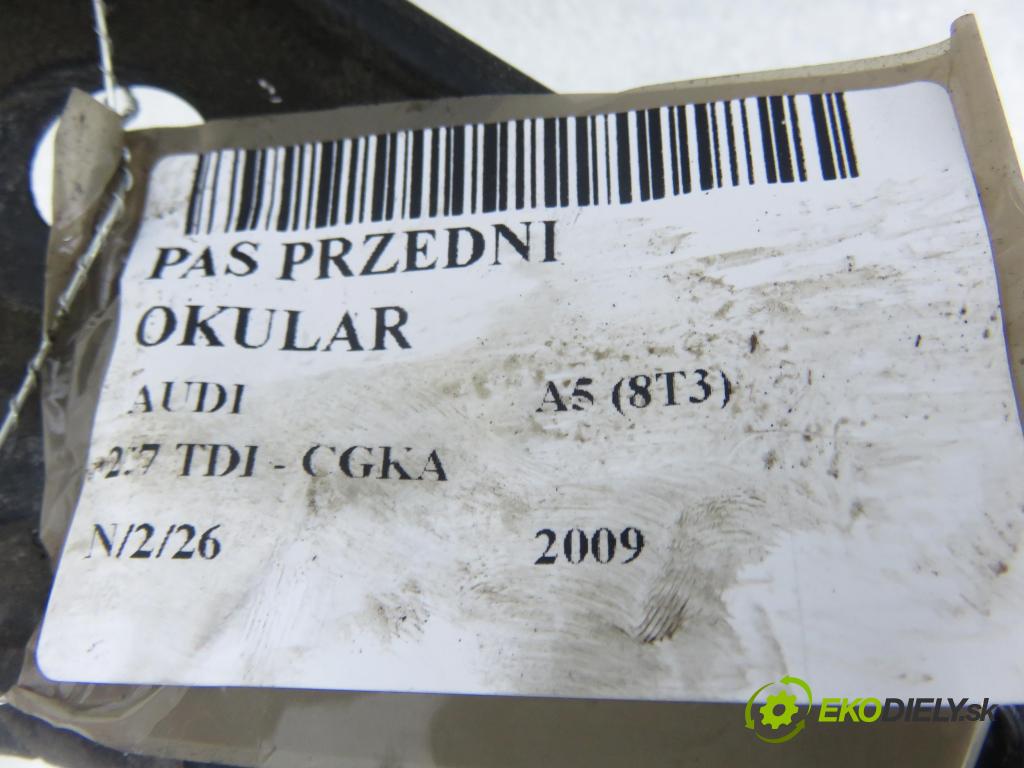 PAS PRZEDNI
OKULAR
AUDI A5 (8T3)
2.7 TDI - CGKA
N/2/26 2009
EKODIELY.sk